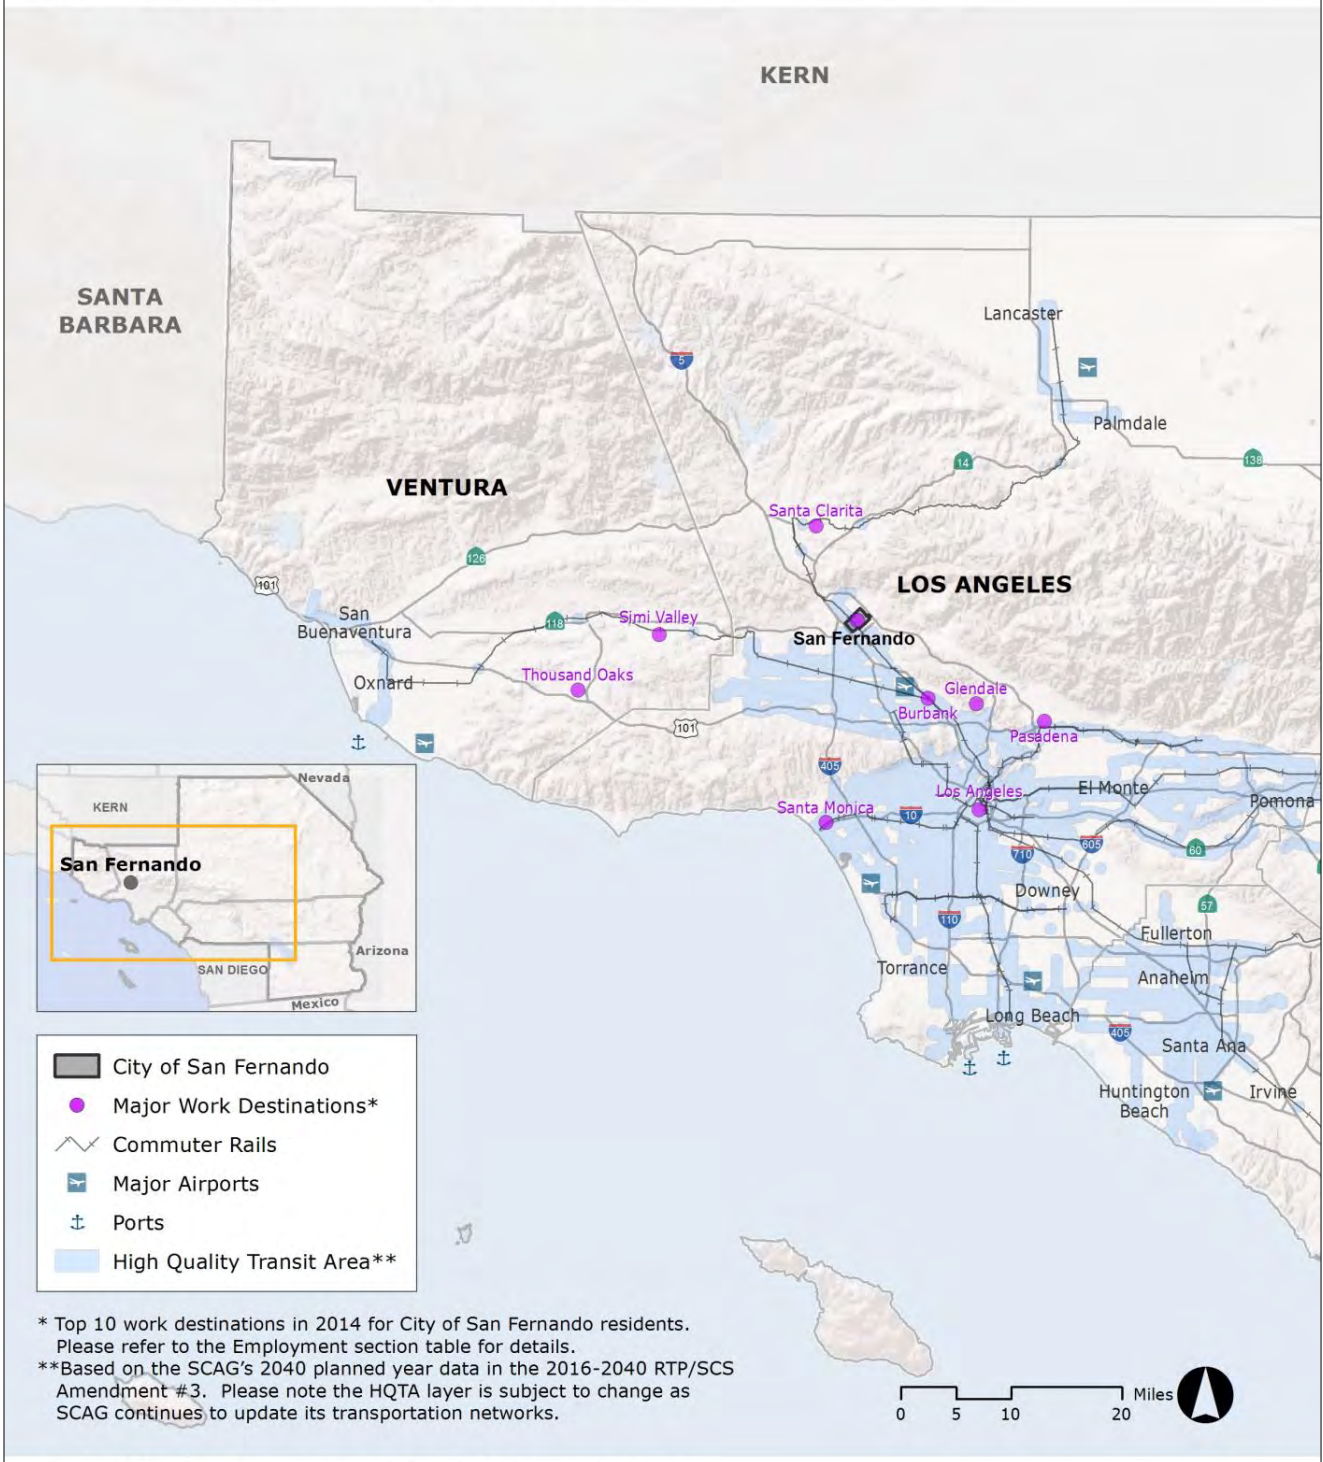 KERN
SANTA
BARBARA
Lancaster
5
Palmdale
14
138
VENTURA
Santa Clarita
126
101
LOS ANGELES
San
Buenaventura
118
Simi Valley
San Fernando
Oxnard
Thousand Oaks
Glendale
Burbank
101
Pasadena
405
Los Angeles
El Monte
Pomona
Santa Monica
10
710
605
60
Downey
57
110
Fullerton
Torrance
Anaheim
Long Beach
405
Santa Ana
Huntington
Beach
Irvine
Nevada
KERN
San Fernando
Arizona
SAN DIEGO
Mexico
City of San Fernando
Major Work Destinations*
Commuter Rails
Major Airports
Ports
High Quality Transit Area**
* Top 10 work destinations in 2014 for City of San Fernando residents.
Please refer to the Employment section table for details.
**Based on the SCAG's 2040 planned year data in the 2016-2040 RTP/SCS
Amendment #3. Please note the HQTA layer is subject to change as
SCAG continues to update its transportation networks.
Miles
0 5 10 20